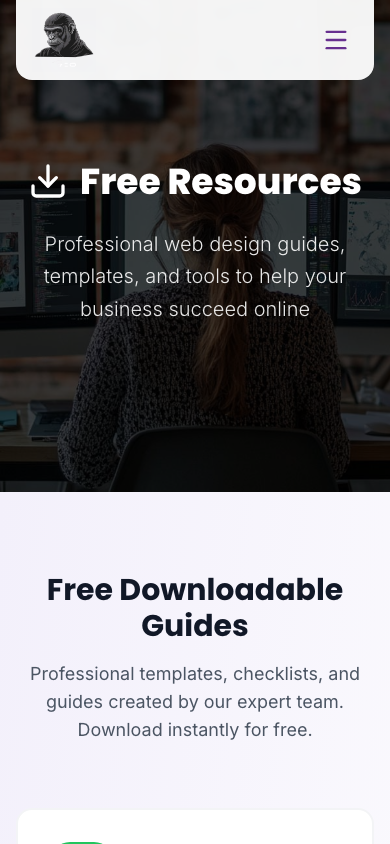 Free Resources
Professional web design guides,
templates, and tools to help your
business succeed online
Free Downloadable
Guides
Professional templates, checklists, and
guides created by our expert team.
Download instantly for free.